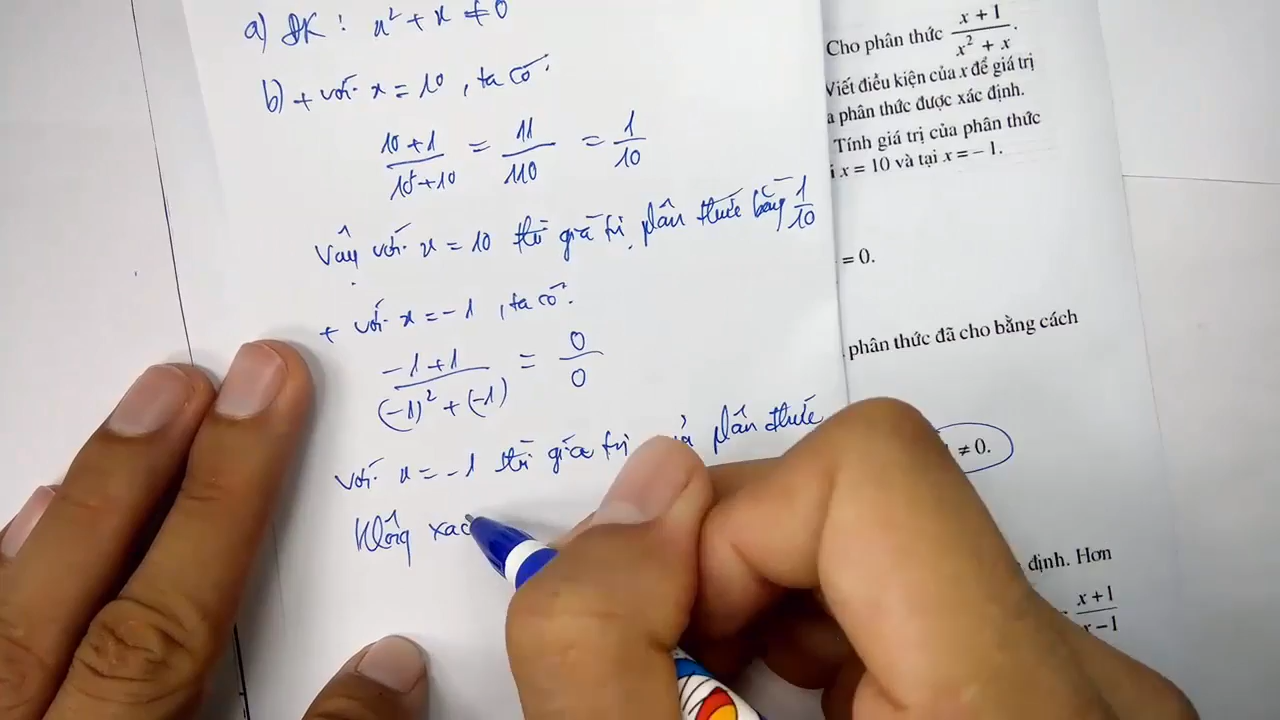 a) ĐK : x² + x ≠ 0
b) + với x = 10 , ta có :
10 + 1 / 10² + 10 = 11 / 110 = 1 / 10
Vậy với x = 10 thì giá trị phân thức bằng 1/10
+ với x = -1 , ta có :
-1 + 1 / (-1)² + (-1) = 0 / 0
với x = -1 thì giá trị phân thức
không xac
Cho phân thức x + 1 / x² + x .
Viết điều kiện của x để giá trị
a phân thức được xác định.
Tính giá trị của phân thức
i x = 10 và tại x = – 1.
= 0.
phân thức đã cho bằng cách
≠ 0.
định. Hơn
x + 1 / x – 1